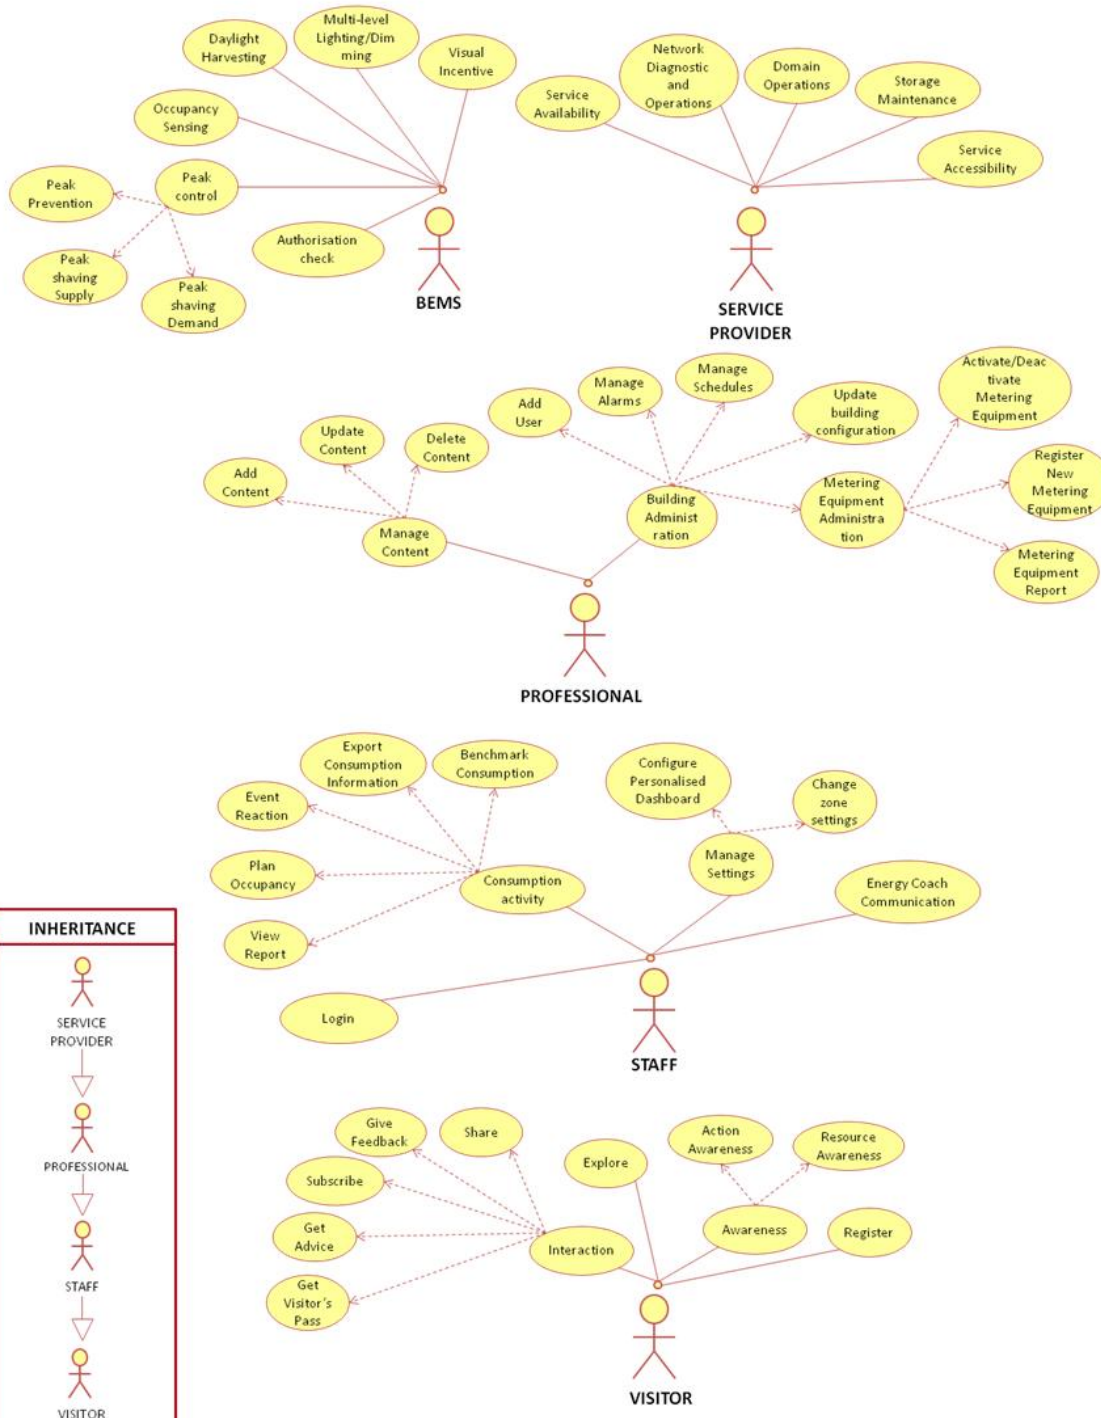 Multi-level
Lighting/Dim
ming
Daylight
Harvesting
Visual
Incentive
Occupancy
Sensing
Peak
control
Peak
Prevention
Peak
shaving
Supply
Peak
shaving
Demand
Authorisation
check
BEMS
Network
Diagnostic
and
Operations
Domain
Operations
Service
Availability
Storage
Maintenance
Service
Accessibility
SERVICE
PROVIDER
Add
Content
Update
Content
Delete
Content
Manage
Content
Add
User
Manage
Alarms
Manage
Schedules
Update
building
configuration
Building
Administ
ration
Metering
Equipment
Administra
tion
Activate/Deac
tivate
Metering
Equipment
Register
New
Metering
Equipment
Metering
Equipment
Report
PROFESSIONAL
Export
Consumption
Information
Benchmark
Consumption
Event
Reaction
Plan
Occupancy
View
Report
Consumption
activity
Configure
Personalised
Dashboard
Change
zone
settings
Manage
Settings
Energy Coach
Communication
Login
STAFF
INHERITANCE
SERVICE
PROVIDER
PROFESSIONAL
STAFF
VISITOR
Give
Feedback
Share
Subscribe
Get
Advice
Get
Visitor's
Pass
Interaction
Explore
Action
Awareness
Resource
Awareness
Awareness
Register
VISITOR